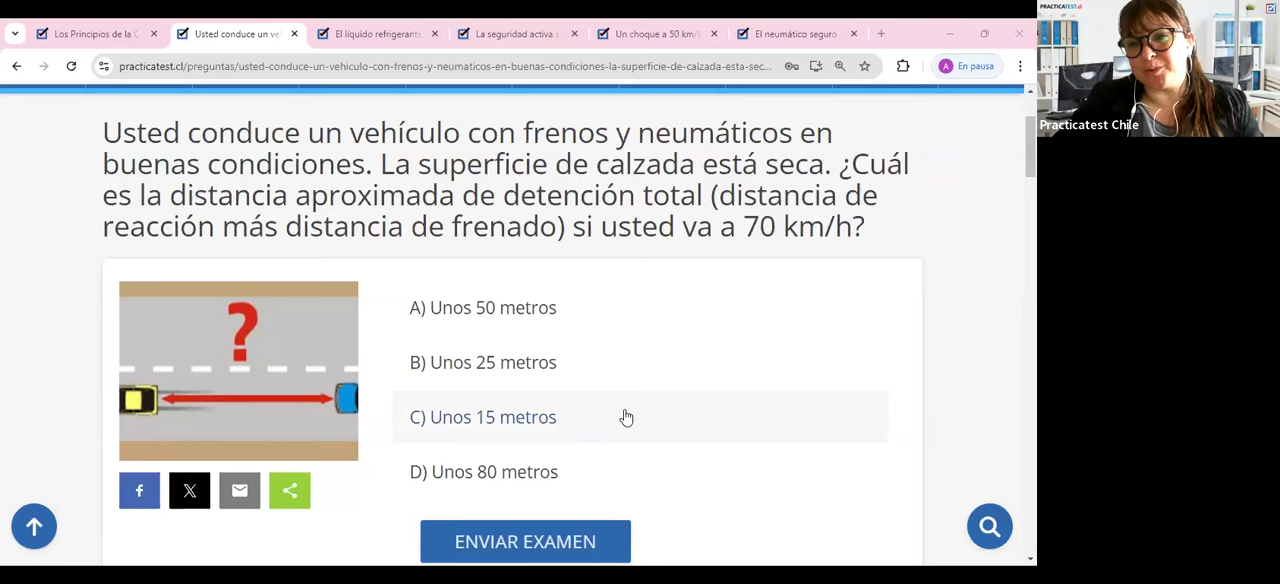 Los Principios de la C
Usted conduce un ve
El líquido refrigerante
La seguridad activa
Un choque a 50 km/
El neumático seguro
practicatest.cl/preguntas/usted-conduce-un-vehiculo-con-frenos-y-neumaticos-en-buenas-condiciones-la-superficie-de-calzada-esta-sec...
A
En pausa
PRACTICATEST.cl
Practicatest Chile
Usted conduce un vehículo con frenos y neumáticos en
buenas condiciones. La superficie de calzada está seca. ¿Cuál
es la distancia aproximada de detención total (distancia de
reacción más distancia de frenado) si usted va a 70 km/h?
?
A) Unos 50 metros
B) Unos 25 metros
C) Unos 15 metros
D) Unos 80 metros
ENVIAR EXAMEN